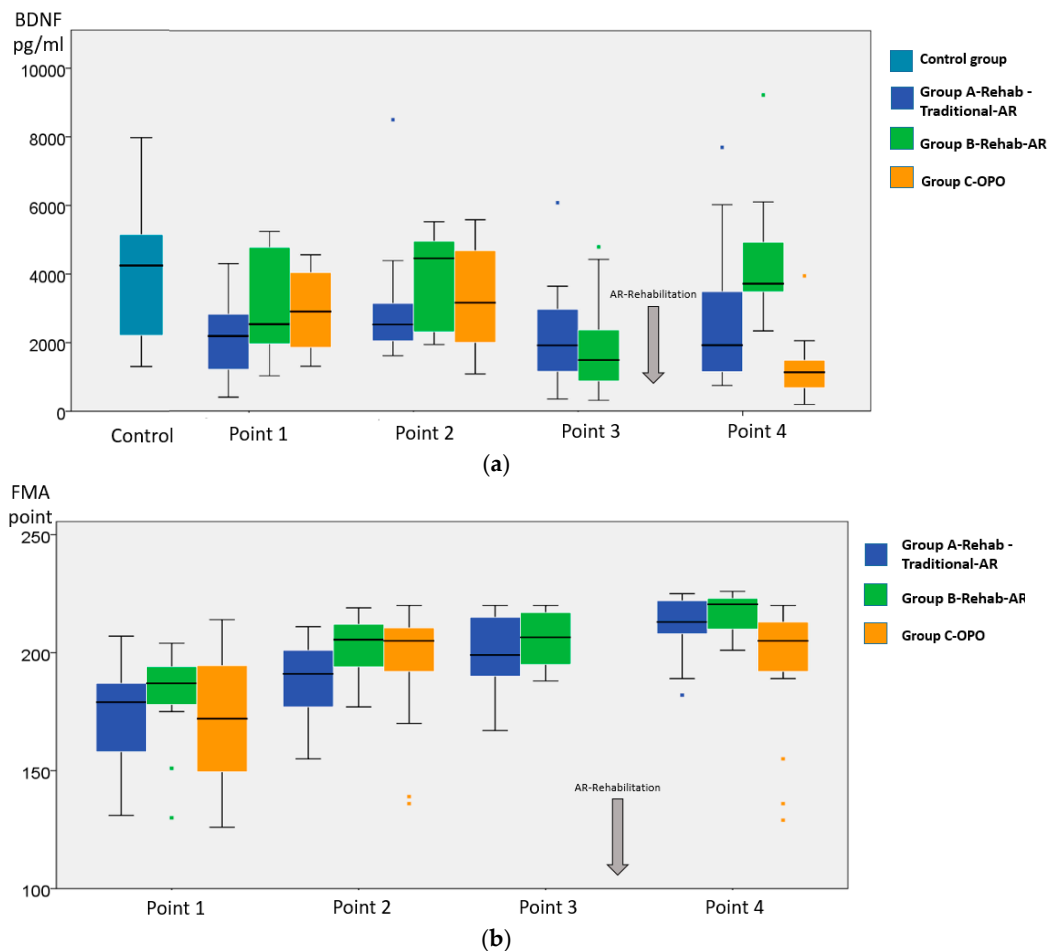 BDNF
pg/ml
10000
8000
6000
4000
2000
0
Control group
Group A-Rehab -
Traditional-AR
Group B-Rehab-AR
Group C-OPO
AR-Rehabilitation
Control
Point 1
Point 2
Point 3
Point 4
(a)
FMA
point
250
200
150
100
Group A-Rehab -
Traditional-AR
Group B-Rehab-AR
Group C-OPO
AR-Rehabilitation
Point 1
Point 2
Point 3
Point 4
(b)